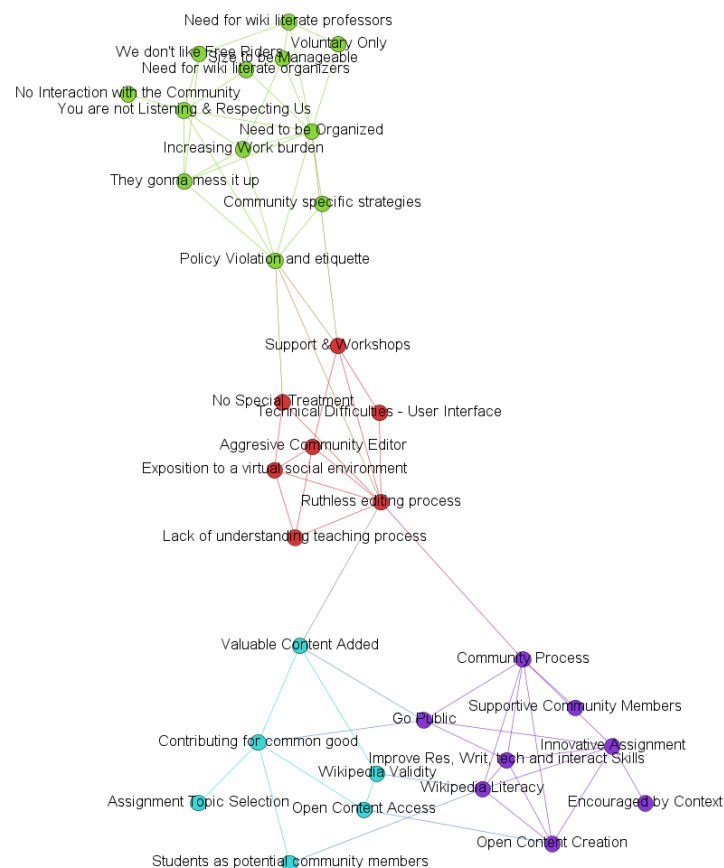 Need for wiki literate professors
Voluntary Only
We don't like Free Riders
Size to be Manageable
Need for wiki literate organizers
No Interaction with the Community
You are not Listening & Respecting Us
Need to be Organized
Increasing Work burden
They gonna mess it up
Community specific strategies
Policy Violation and etiquette
Support & Workshops
No Special Treatment
Technical Difficulties - User Interface
Aggresive Community Editor
Exposition to a virtual social environment
Ruthless editing process
Lack of understanding teaching process
Valuable Content Added
Community Process
Supportive Community Members
Go Public
Contributing for common good
Innovative Assignment
Improve Res, Writ, tech and interact Skills
Wikipedia Validity
Wikipedia Literacy
Assignment Topic Selection
Open Content Access
Encouraged by Context
Open Content Creation
Students as potential community members